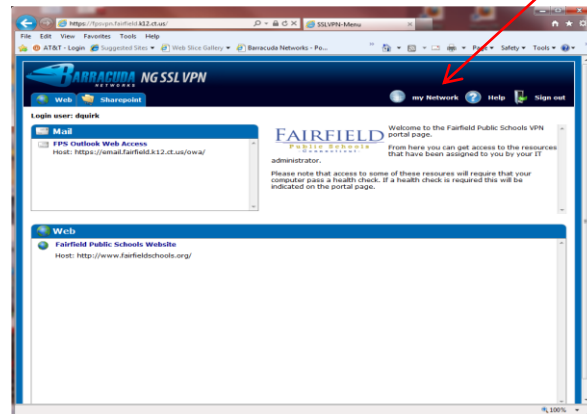 https://fpsvpn.fairfield.k12.ct.us/
SSLVPN-Menu
File Edit View Favorites Tools Help
AT&T - Login Suggested Sites Web Slice Gallery Barracuda Networks - Po... Page Safety Tools
BARRACUDA NG SSL VPN
NETWORKS
Web Sharepoint my Network Help Sign out
Login user: dquirk
Mail
FPS Outlook Web Access
Host: https://email.fairfield.k12.ct.us/owa/
FAIRFIELD
Public Schools
Connecticut
Welcome to the Fairfield Public Schools VPN
portal page.
From here you can get access to the resources
that have been assigned to you by your IT
administrator.
Please note that access to some of these resoures will require that your
computer pass a health check. If a health check is required this will be
indicated on the portal page.
Web
Fairfield Public Schools Website
Host: http://www.fairfieldschools.org/
100%